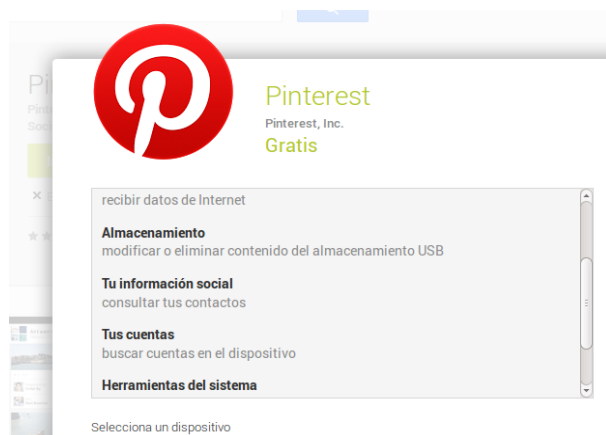 Pinterest
Pinterest, Inc.
Gratis
recibir datos de Internet
Almacenamiento
modificar o eliminar contenido del almacenamiento USB
Tu información social
consultar tus contactos
Tus cuentas
buscar cuentas en el dispositivo
Herramientas del sistema
Selecciona un dispositivo